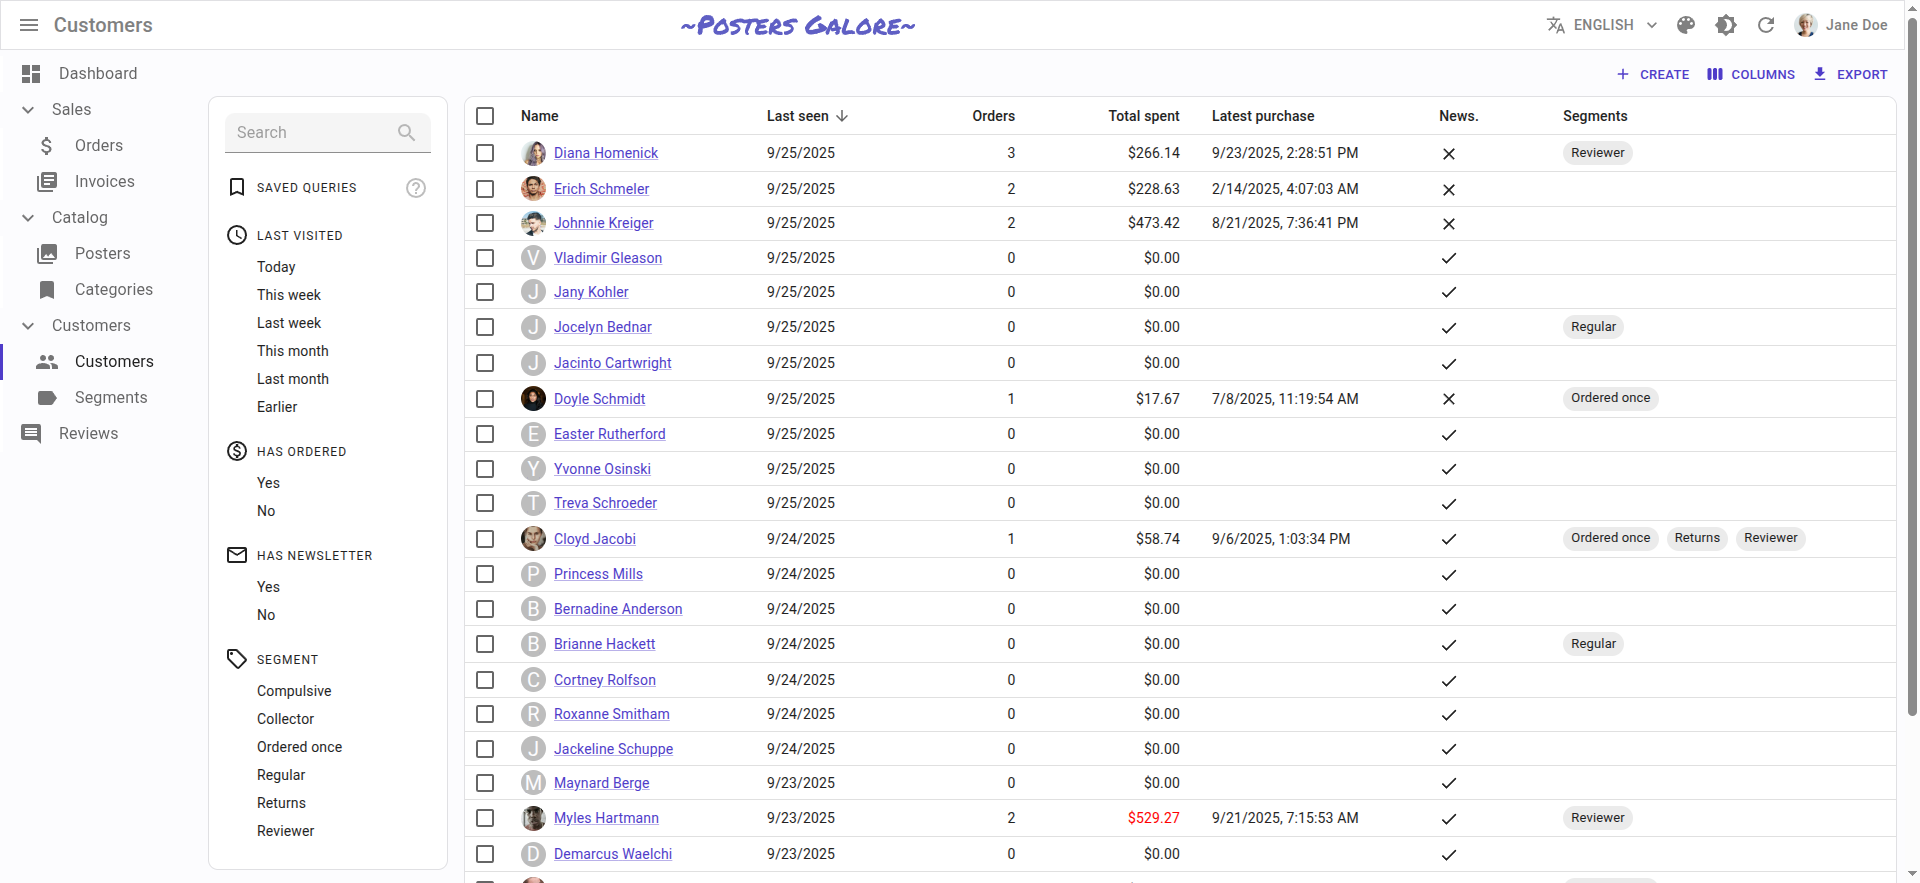 Customers
~Posters Galore~
ENGLISH
Jane Doe
Dashboard
Sales
Orders
Invoices
Catalog
Posters
Categories
Customers
Customers
Segments
Reviews
Search
SAVED QUERIES
LAST VISITED
Today
This week
Last week
This month
Last month
Earlier
HAS ORDERED
Yes
No
HAS NEWSLETTER
Yes
No
SEGMENT
Compulsive
Collector
Ordered once
Regular
Returns
Reviewer
CREATE COLUMNS EXPORT
Name Last seen Orders Total spent Latest purchase News. Segments
Diana Homenick 9/25/2025 3 $266.14 9/23/2025, 2:28:51 PM Reviewer
Erich Schmeler 9/25/2025 2 $228.63 2/14/2025, 4:07:03 AM
Johnnie Kreiger 9/25/2025 2 $473.42 8/21/2025, 7:36:41 PM
V Vladimir Gleason 9/25/2025 0 $0.00
J Jany Kohler 9/25/2025 0 $0.00
J Jocelyn Bednar 9/25/2025 0 $0.00 Regular
J Jacinto Cartwright 9/25/2025 0 $0.00
Doyle Schmidt 9/25/2025 1 $17.67 7/8/2025, 11:19:54 AM Ordered once
E Easter Rutherford 9/25/2025 0 $0.00
Y Yvonne Osinski 9/25/2025 0 $0.00
T Treva Schroeder 9/25/2025 0 $0.00
Cloyd Jacobi 9/24/2025 1 $58.74 9/6/2025, 1:03:34 PM Ordered once Returns Reviewer
P Princess Mills 9/24/2025 0 $0.00
B Bernadine Anderson 9/24/2025 0 $0.00
B Brianne Hackett 9/24/2025 0 $0.00 Regular
C Cortney Rolfson 9/24/2025 0 $0.00
R Roxanne Smitham 9/24/2025 0 $0.00
J Jackeline Schuppe 9/24/2025 0 $0.00
M Maynard Berge 9/23/2025 0 $0.00
Myles Hartmann 9/23/2025 2 $529.27 9/21/2025, 7:15:53 AM Reviewer
D Demarcus Waelchi 9/23/2025 0 $0.00